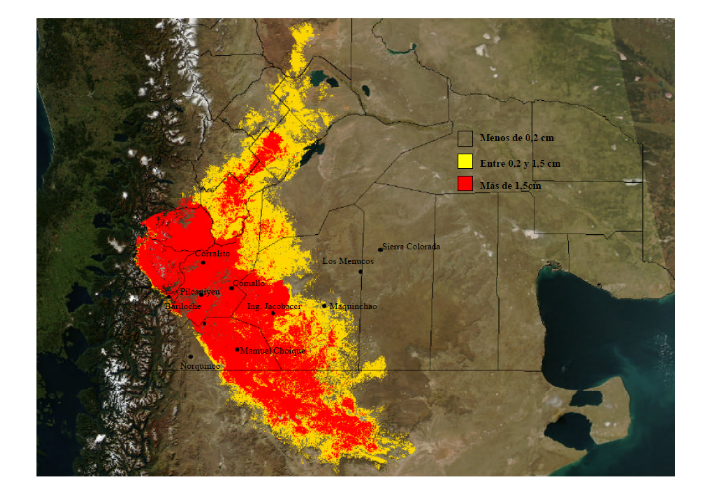 Menos de 0,2 cm
Entre 0,2 y 1,5 cm
Más de 1,5cm
Sierra Colorada
Corralito
Los Menucos
Comallo
Pilcaniyeu
Bariloche
Ing. Jacobacci
Maquinchao
Manuel Choique
Norquinco